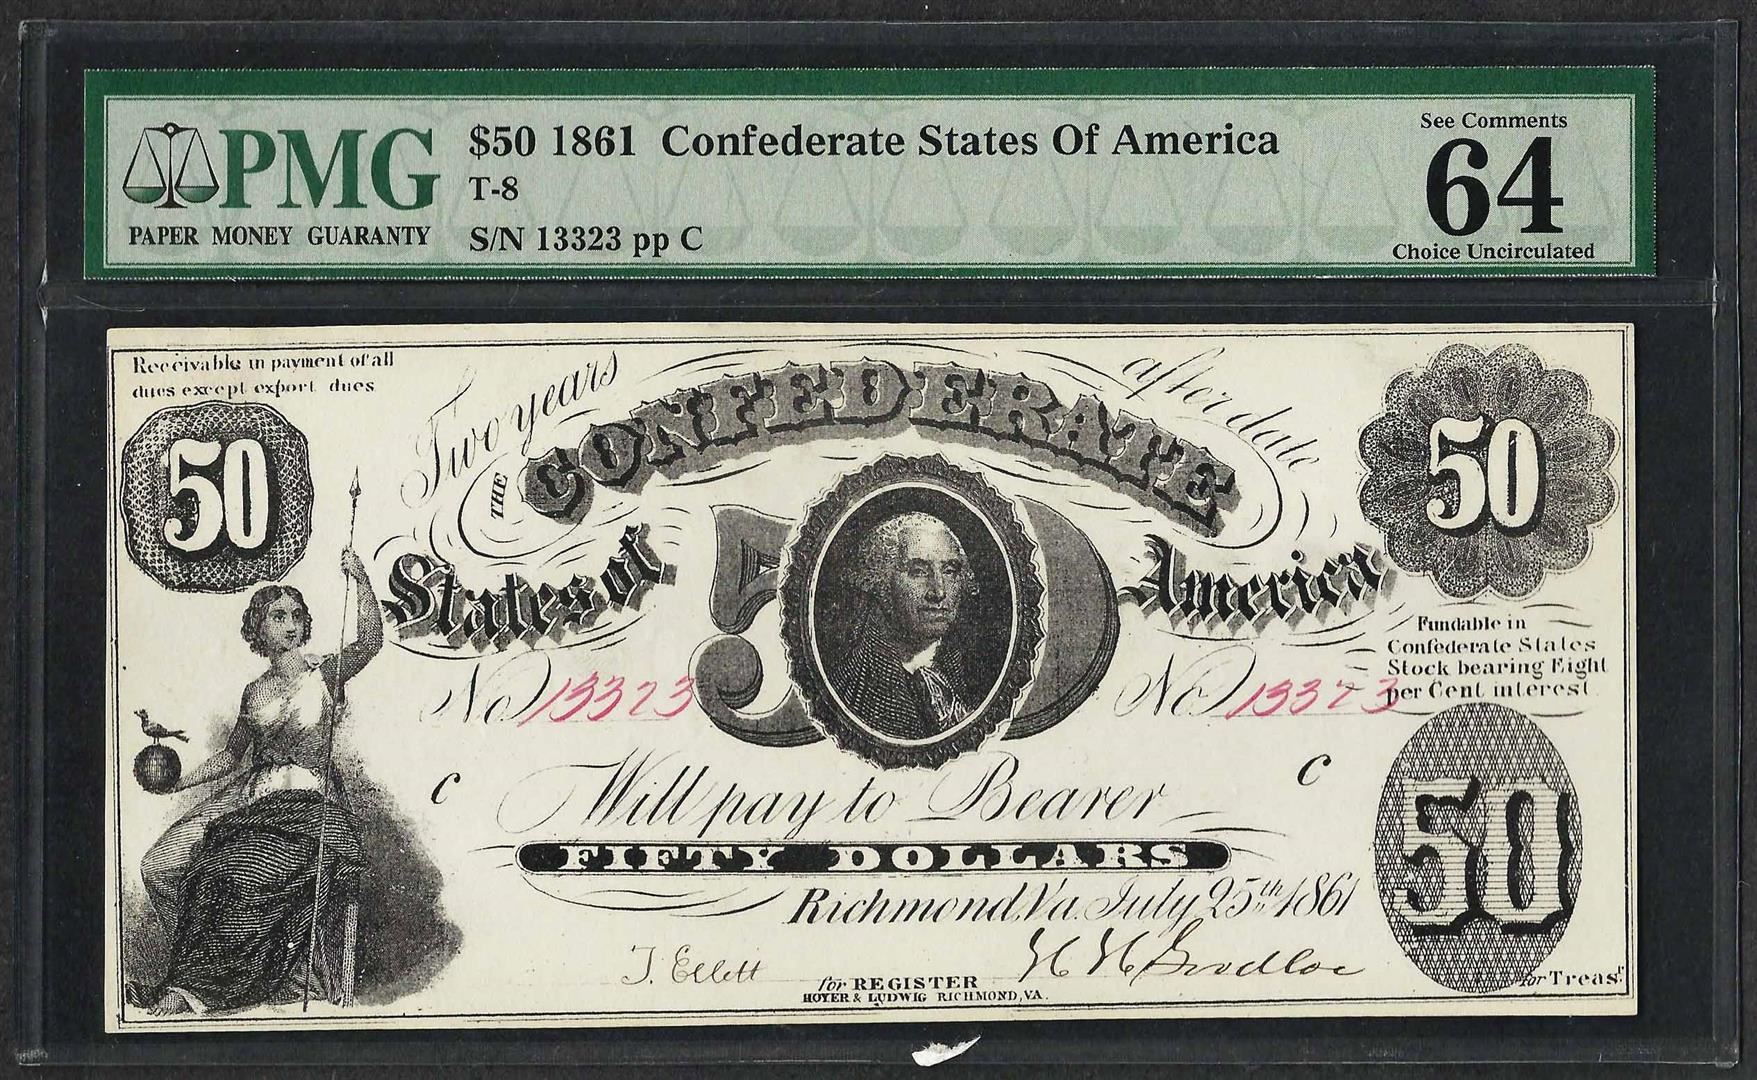 PMG
PAPER MONEY GUARANTY
$50 1861 Confederate States Of America
T-8
S/N 13323 pp C
See Comments
64
Choice Uncirculated
Receivable in payment of all
dues except export dues
Two years after date
50
50
THE CONFEDERATE
States of America
50
Fundable in
Confederate States
Stock bearing Eight
per Cent interest
No 13323
No 13323
C
C
Will pay to Bearer
FIFTY DOLLARS
50
Richmond, Va. July 25th 1861
J. Ellett
for REGISTER
for Treasr.
HOYER & LUDWIG RICHMOND, VA.